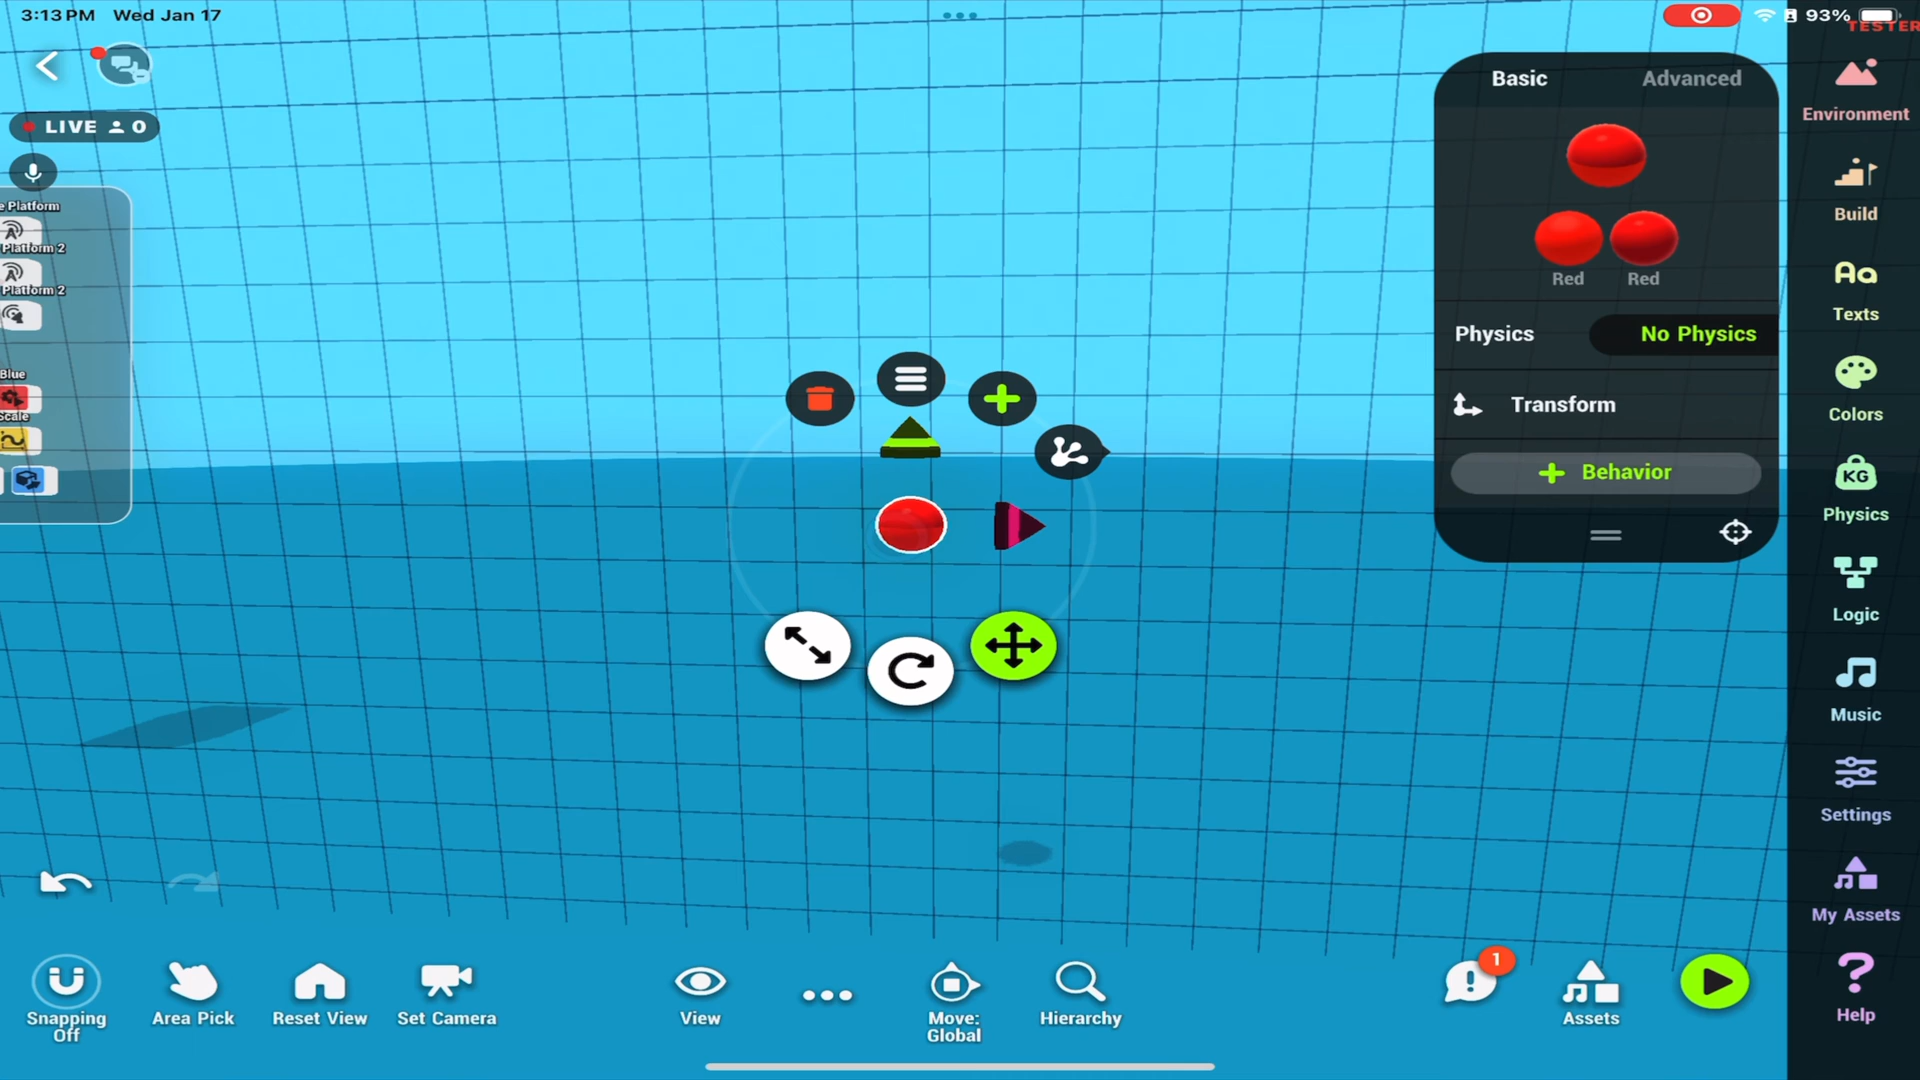 3:13 PM Wed Jan 17
93%
TESTER
LIVE 0
e Platform
Platform 2
Platform 2
Blue
Scale
Basic Advanced
Red Red
Physics No Physics
Transform
Behavior
Environment
Build
Aa
Texts
Colors
KG
Physics
Logic
Music
Settings
My Assets
?
Help
Snapping
Off
Area Pick
Reset View
Set Camera
View
Move:
Global
Hierarchy
1
Assets